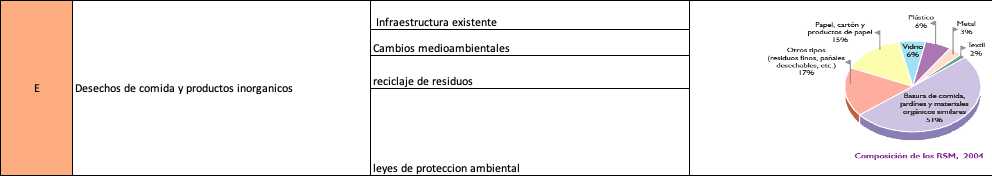 E
Desechos de comida y productos inorganicos
Infraestructura existente
Cambios medioambientales
reciclaje de residuos
leyes de proteccion ambiental
Plástico
6%
Metal
3%
Textil
2%
Papel, cartón y
productos de papel
15%
Vidrio
6%
Otros tipos
(residuos finos, pañales
desechables, etc.)
17%
Basura de comida,
jardines y materiales
orgánicos similares
51%
Composición de los RSM, 2004